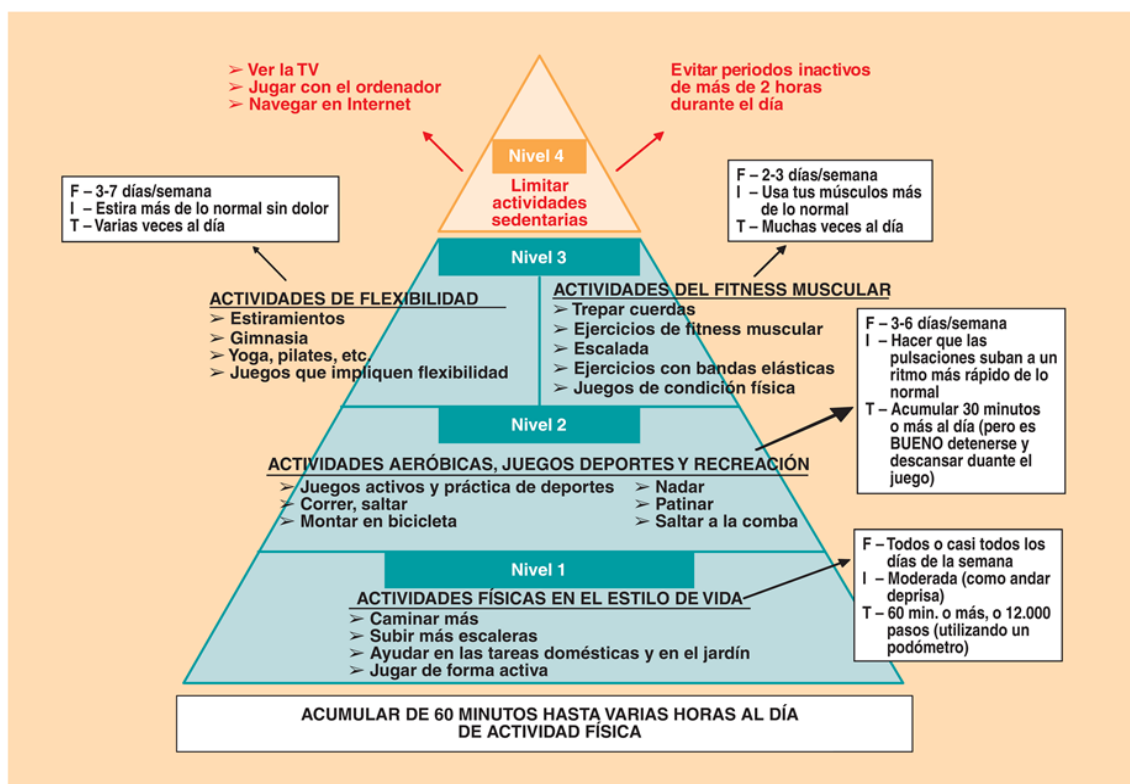 ➢ Ver la TV
➢ Jugar con el ordenador
➢ Navegar en Internet
Evitar periodos inactivos
de más de 2 horas
durante el día
Nivel 4
Limitar
actividades
sedentarias
F – 3-7 días/semana
I – Estira más de lo normal sin dolor
T – Varias veces al día
F – 2-3 días/semana
I – Usa tus músculos más
de lo normal
T – Muchas veces al día
Nivel 3
ACTIVIDADES DE FLEXIBILIDAD
➢ Estiramientos
➢ Gimnasia
➢ Yoga, pilates, etc.
➢ Juegos que impliquen flexibilidad
ACTIVIDADES DEL FITNESS MUSCULAR
➢ Trepar cuerdas
➢ Ejercicios de fitness muscular
➢ Escalada
➢ Ejercicios con bandas elásticas
➢ Juegos de condición física
F – 3-6 días/semana
I – Hacer que las
pulsaciones suban a un
ritmo más rápido de lo
normal
T – Acumular 30 minutos
o más al día (pero es
BUENO detenerse y
descansar duante el
juego)
Nivel 2
ACTIVIDADES AERÓBICAS, JUEGOS DEPORTES Y RECREACIÓN
➢ Juegos activos y práctica de deportes
➢ Correr, saltar
➢ Montar en bicicleta
➢ Nadar
➢ Patinar
➢ Saltar a la comba
F – Todos o casi todos los
días de la semana
I – Moderada (como andar
deprisa)
T – 60 min. o más, o 12.000
pasos (utilizando un
podómetro)
Nivel 1
ACTIVIDADES FÍSICAS EN EL ESTILO DE VIDA
➢ Caminar más
➢ Subir más escaleras
➢ Ayudar en las tareas domésticas y en el jardín
➢ Jugar de forma activa
ACUMULAR DE 60 MINUTOS HASTA VARIAS HORAS AL DÍA
DE ACTIVIDAD FÍSICA